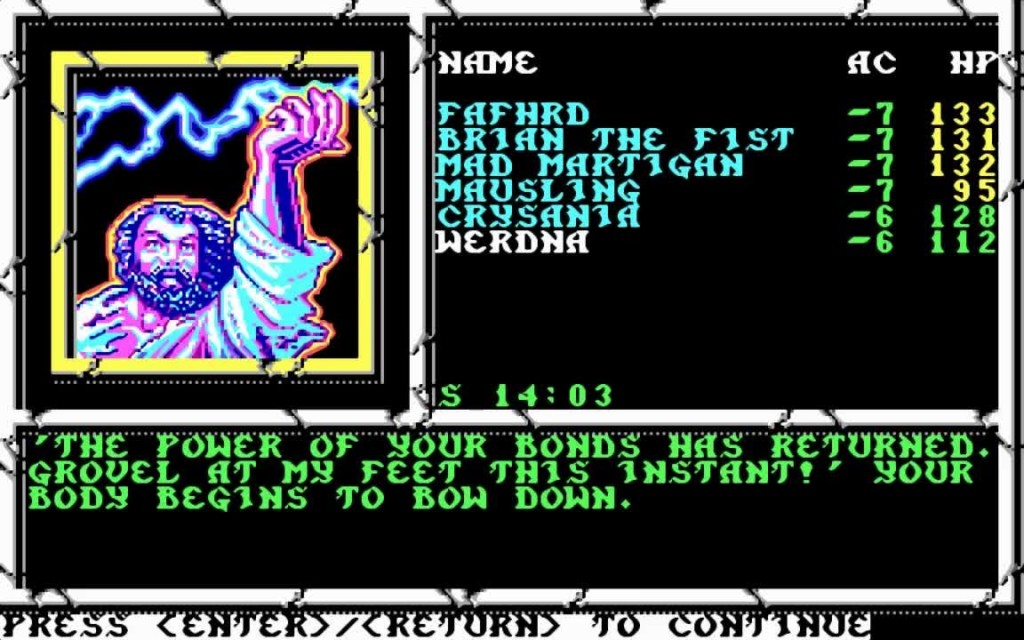 NAME AC HP
FAFHRD -7 133
BRIAN THE FIST -7 131
MAD MARTIGAN -7 132
MAUSLING -7 95
CRYSANIA -6 128
WERDNA -6 112
S 14:03
'THE POWER OF YOUR BONDS HAS RETURNED.
GROVEL AT MY FEET THIS INSTANT!' YOUR
BODY BEGINS TO BOW DOWN.
PRESS <ENTER>/<RETURN> TO CONTINUE